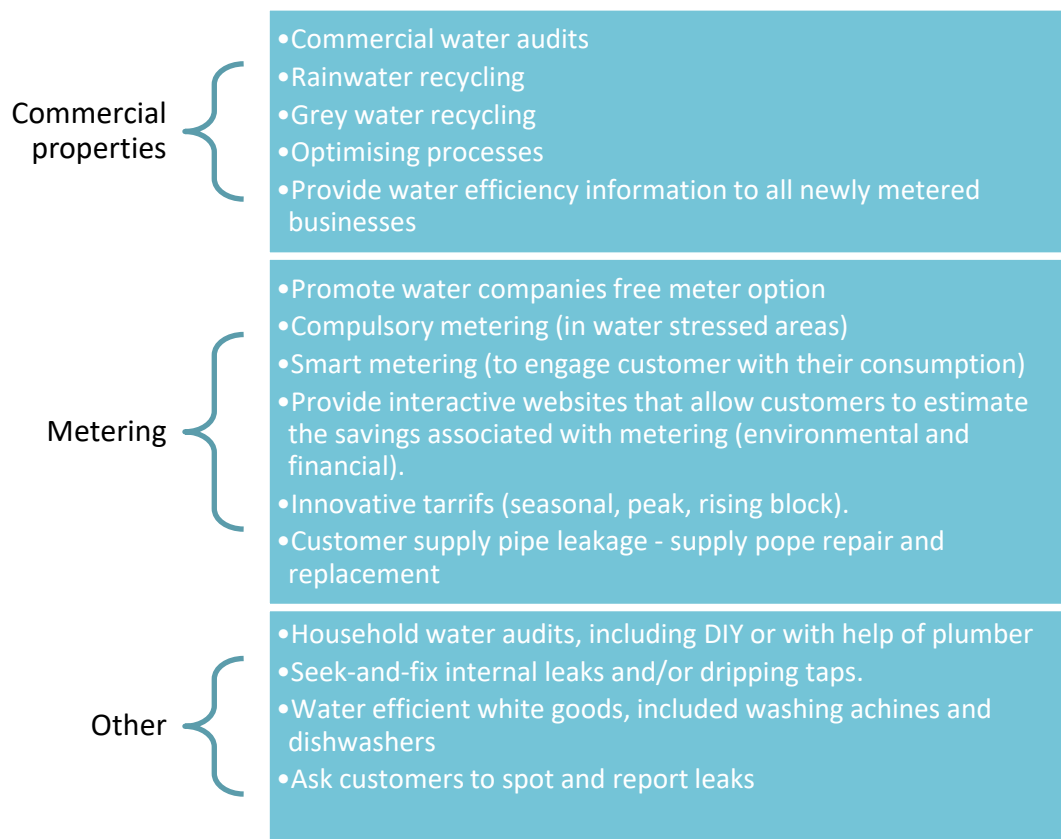 Commercial
properties
•Commercial water audits
•Rainwater recycling
•Grey water recycling
•Optimising processes
•Provide water efficiency information to all newly metered
businesses
Metering
•Promote water companies free meter option
•Compulsory metering (in water stressed areas)
•Smart metering (to engage customer with their consumption)
•Provide interactive websites that allow customers to estimate
the savings associated with metering (environmental and
financial).
•Innovative tarrifs (seasonal, peak, rising block).
•Customer supply pipe leakage - supply pope repair and
replacement
Other
•Household water audits, including DIY or with help of plumber
•Seek-and-fix internal leaks and/or dripping taps.
•Water efficient white goods, included washing achines and
dishwashers
•Ask customers to spot and report leaks